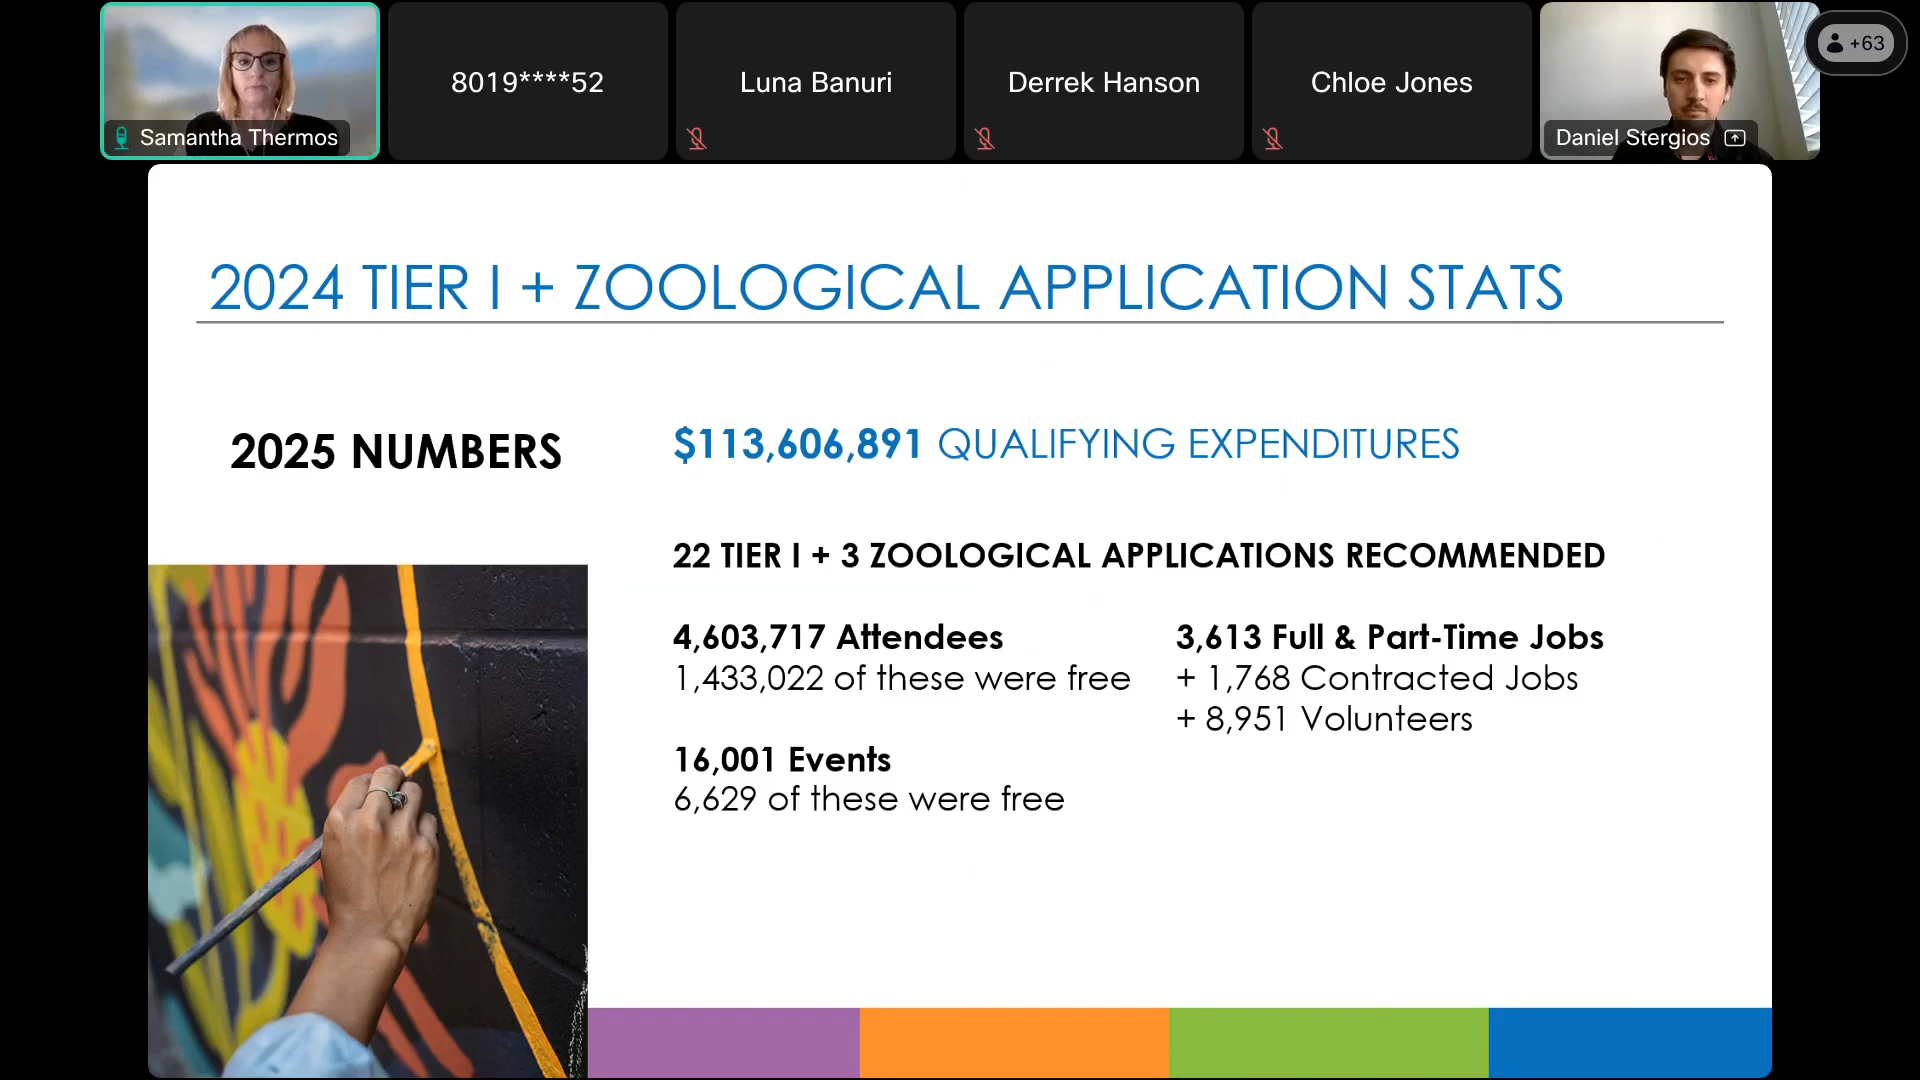 Samantha Thermos
8019****52
Luna Banuri
Derrek Hanson
Chloe Jones
Daniel Stergios
+63
2024 TIER I + ZOOLOGICAL APPLICATION STATS
2025 NUMBERS
$113,606,891 QUALIFYING EXPENDITURES
22 TIER I + 3 ZOOLOGICAL APPLICATIONS RECOMMENDED
4,603,717 Attendees
1,433,022 of these were free
16,001 Events
6,629 of these were free
3,613 Full & Part-Time Jobs
+ 1,768 Contracted Jobs
+ 8,951 Volunteers